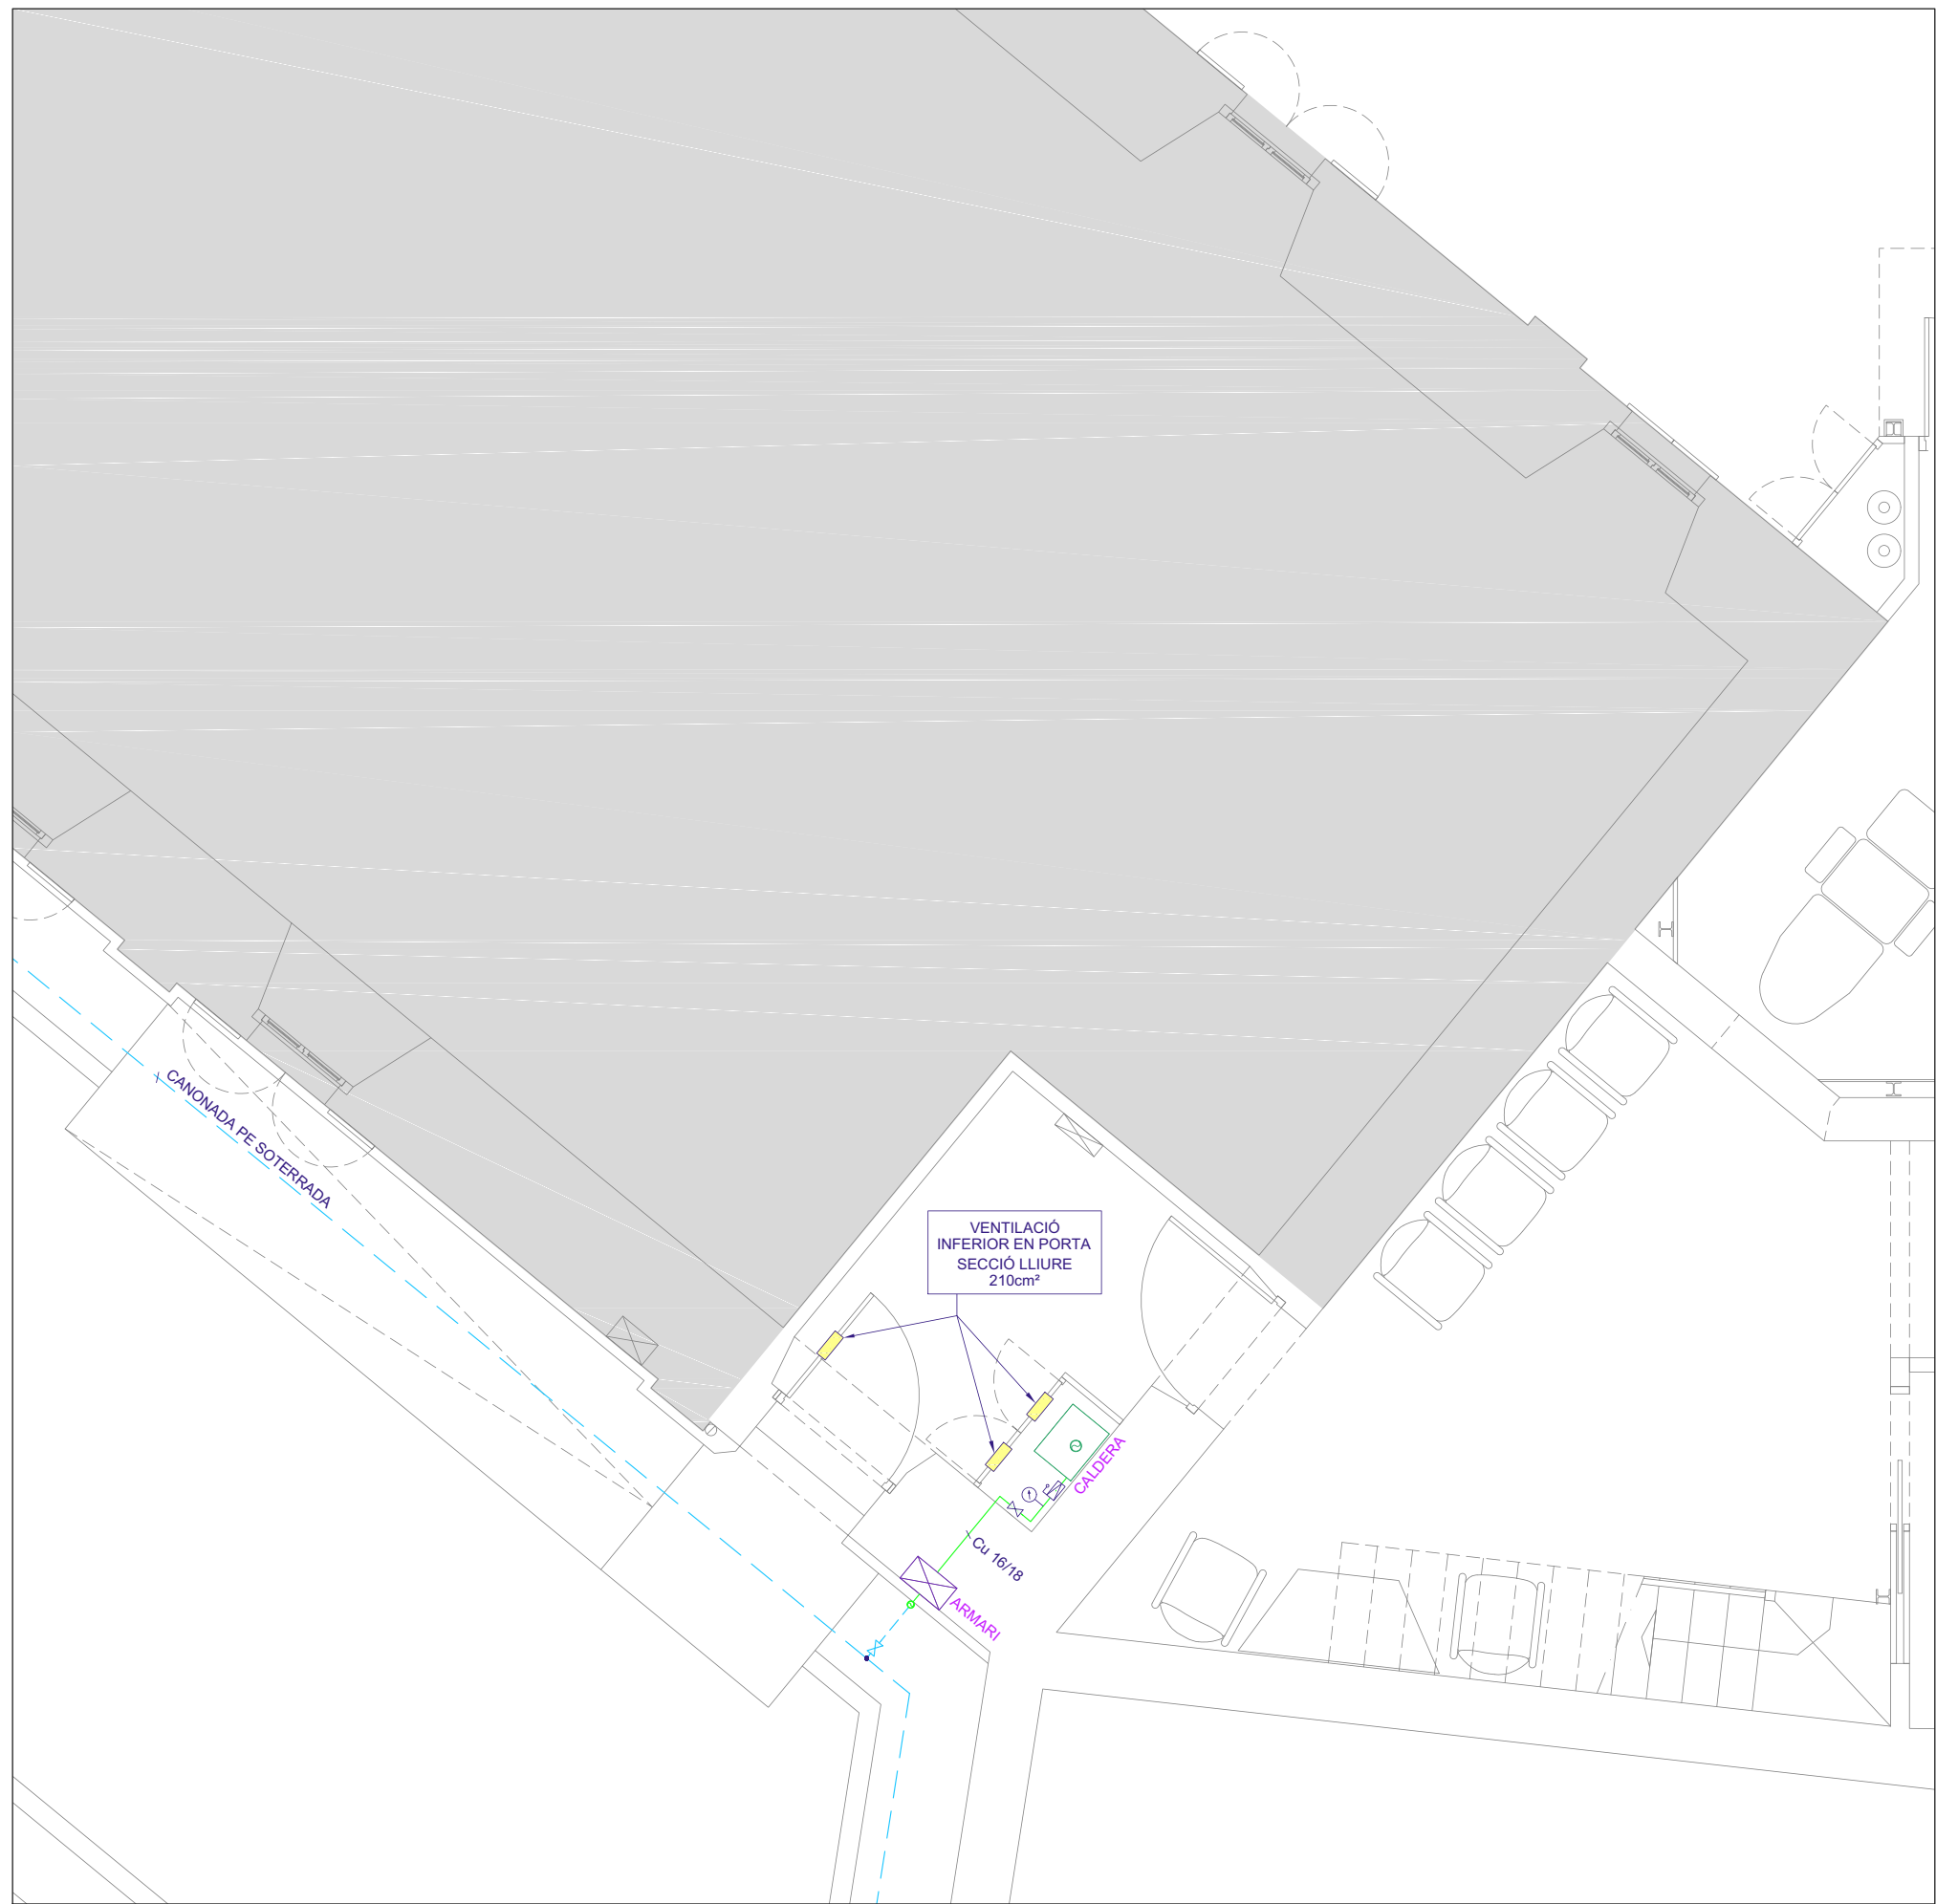 CANONADA PE SOTERRADA
VENTILACIÓ
INFERIOR EN PORTA
SECCIÓ LLIURE
210cm²
CALDERA
Cu 16/18
ARMARI